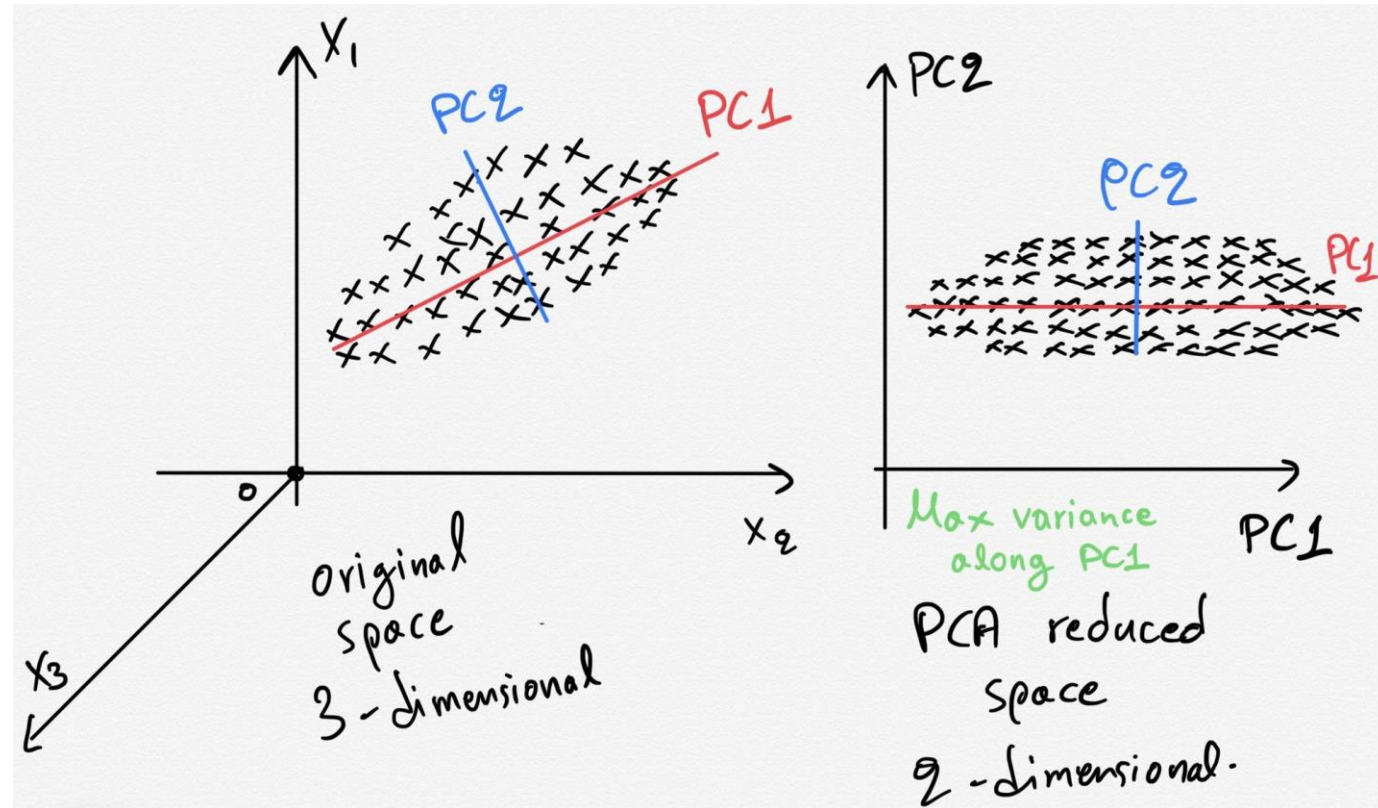 X1
PC2
PC1
0
X2
X3
original
space
3-dimensional
PC2
PC2
PC1
PC1
Max variance
along PC1
PCA reduced
space
2-dimensional.